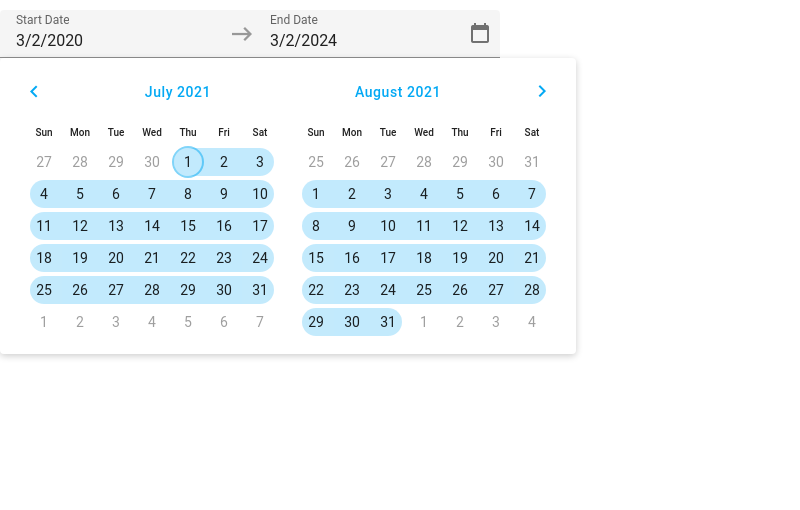 Start Date
End Date
3/2/2020
3/2/2024
July 2021
August 2021
Sun Mon Tue Wed Thu Fri Sat
Sun Mon Tue Wed Thu Fri Sat
27 28 29 30 1 2 3
25 26 27 28 29 30 31
4 5 6 7 8 9 10
1 2 3 4 5 6 7
11 12 13 14 15 16 17
8 9 10 11 12 13 14
18 19 20 21 22 23 24
15 16 17 18 19 20 21
25 26 27 28 29 30 31
22 23 24 25 26 27 28
1 2 3 4 5 6 7
29 30 31 1 2 3 4